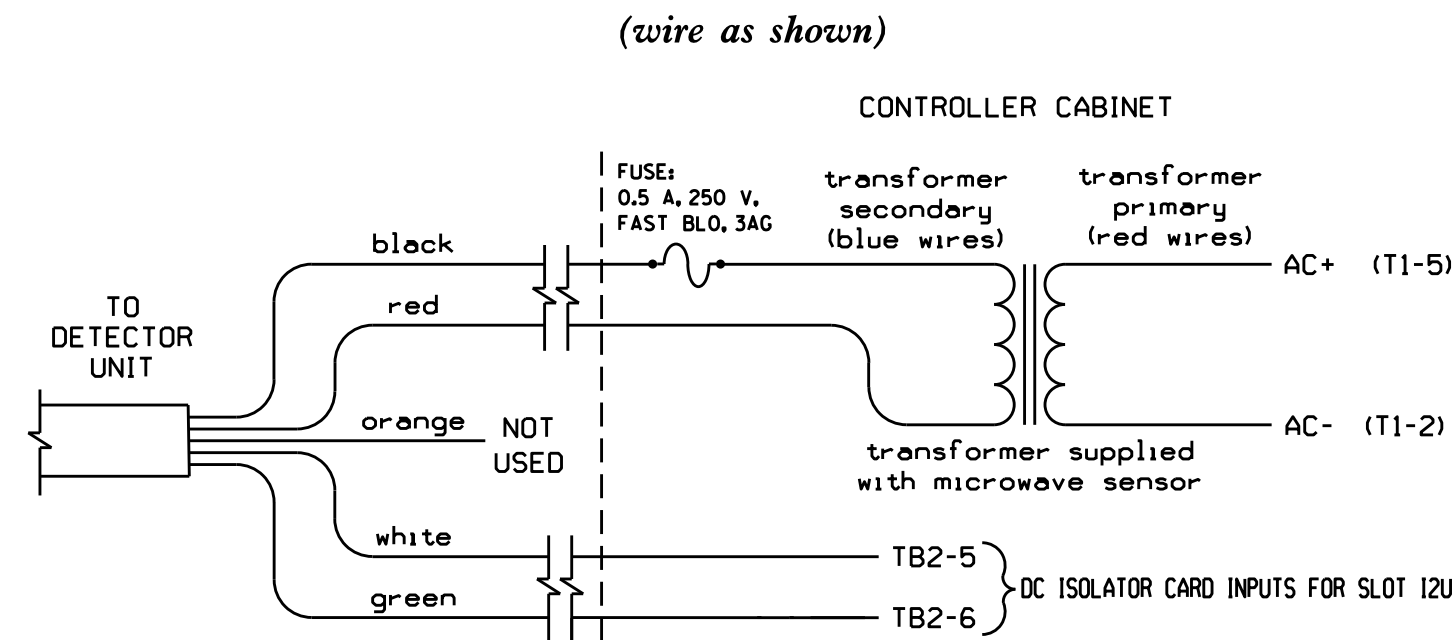 (wire as shown)
CONTROLLER CABINET
FUSE:
0.5 A, 250 V,
FAST BLO, 3AG
transformer
secondary
(blue wires)
transformer
primary
(red wires)
black
AC+ (T1-5)
red
TO
DETECTOR
UNIT
orange
NOT
USED
AC- (T1-2)
transformer supplied
with microwave sensor
white
TB2-5
green
TB2-6
DC ISOLATOR CARD INPUTS FOR SLOT I2U